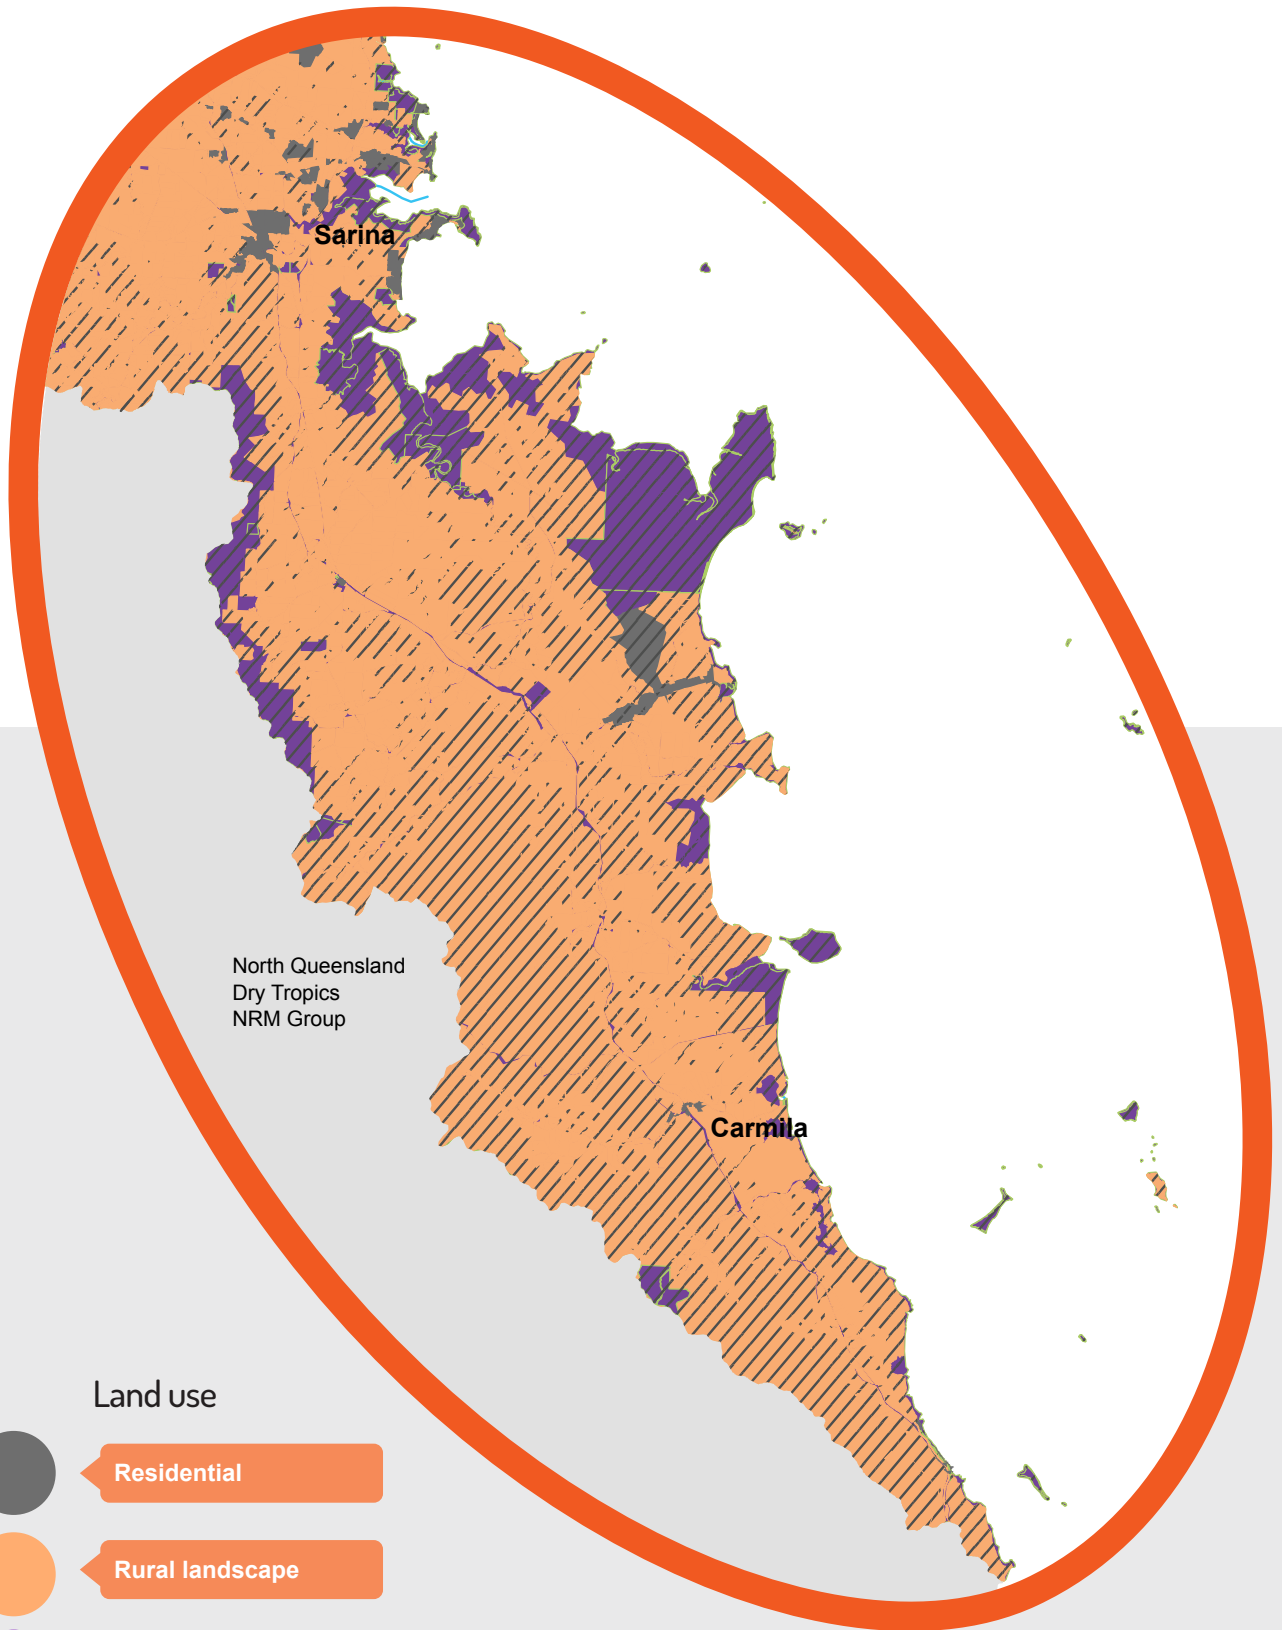 Sarina
North Queensland
Dry Tropics
NRM Group
Carmila
Land use
Residential
Rural landscape